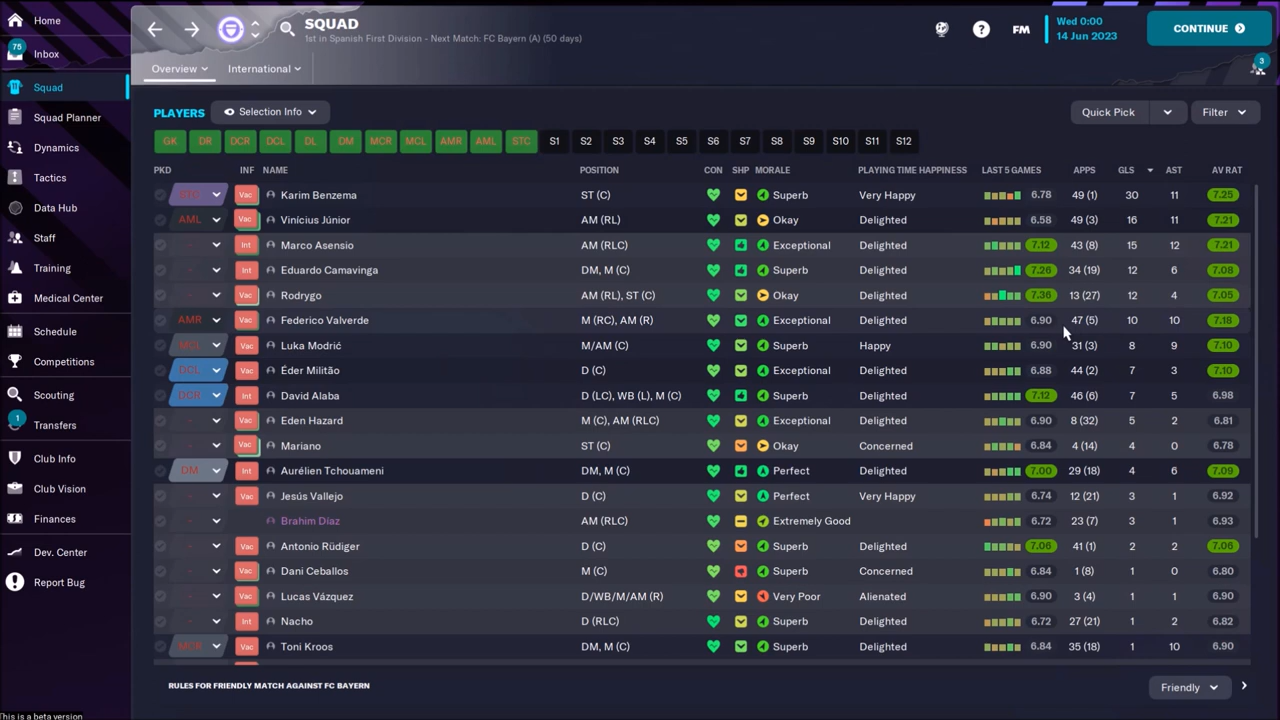 Home
75
Inbox
Squad
Squad Planner
Dynamics
Tactics
Data Hub
Staff
Training
Medical Center
Schedule
Competitions
Scouting
1
Transfers
Club Info
Club Vision
Finances
Dev. Center
Report Bug
This is a beta version
SQUAD
1st in Spanish First Division - Next Match: FC Bayern (A) (50 days)
FM
Wed 0:00
14 Jun 2023
CONTINUE
3
Overview International
PLAYERS Selection Info Quick Pick Filter
GK DR DCR DCL DL DM MCR MCL AMR AML STC S1 S2 S3 S4 S5 S6 S7 S8 S9 S10 S11 S12
PKD INF NAME POSITION CON SHP MORALE PLAYING TIME HAPPINESS LAST 5 GAMES APPS GLS AST AV RAT
STC Vac Karim Benzema ST (C) Superb Very Happy 6.78 49 (1) 30 11 7.25
AML Vac Vinícius Júnior AM (RL) Okay Delighted 6.58 49 (3) 16 11 7.21
- Int Marco Asensio AM (RLC) Exceptional Delighted 7.12 43 (8) 15 12 7.21
- Int Eduardo Camavinga DM, M (C) Superb Delighted 7.26 34 (19) 12 6 7.08
- Vac Rodrygo AM (RL), ST (C) Okay Delighted 7.36 13 (27) 12 4 7.05
AMR Vac Federico Valverde M (RC), AM (R) Exceptional Delighted 6.90 47 (5) 10 10 7.18
MCL Vac Luka Modrić M/AM (C) Superb Happy 6.90 31 (3) 8 9 7.10
DCL Vac Éder Militão D (C) Exceptional Delighted 6.88 44 (2) 7 3 7.10
DCR Int David Alaba D (LC), WB (L), M (C) Superb Delighted 7.12 46 (6) 7 5 6.98
- Vac Eden Hazard M (C), AM (RLC) Exceptional Delighted 6.90 8 (32) 5 2 6.81
- Vac Mariano ST (C) Okay Concerned 6.84 4 (14) 4 0 6.78
DM Int Aurélien Tchouameni DM, M (C) Perfect Delighted 7.00 29 (18) 4 6 7.09
- Vac Jesús Vallejo D (C) Perfect Very Happy 6.74 12 (21) 3 1 6.92
- Brahim Díaz AM (RLC) Extremely Good 6.72 23 (7) 3 1 6.93
- Vac Antonio Rüdiger D (C) Superb Delighted 7.06 41 (1) 2 2 7.06
- Vac Dani Ceballos M (C) Superb Concerned 6.84 1 (8) 1 0 6.80
- Vac Lucas Vázquez D/WB/M/AM (R) Very Poor Alienated 6.90 3 (4) 1 1 6.90
- Int Nacho D (RLC) Superb Delighted 6.72 27 (21) 1 2 6.82
MCR Vac Toni Kroos DM, M (C) Superb Delighted 6.84 35 (18) 1 10 6.90
RULES FOR FRIENDLY MATCH AGAINST FC BAYERN
Friendly